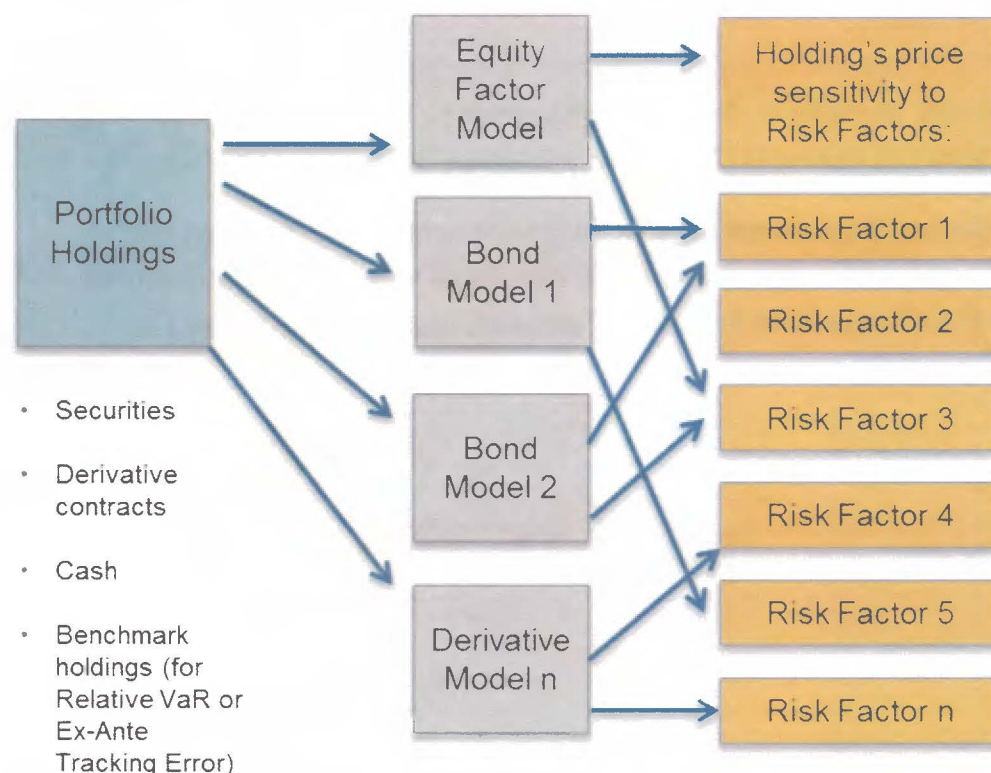 Portfolio
Holdings
• Securities
• Derivative
contracts
• Cash
• Benchmark
holdings (for
Relative VaR or
Ex-Ante
Tracking Error)
Equity
Factor
Model
Bond
Model 1
Bond
Model 2
Derivative
Model n
Holding's price
sensitivity to
Risk Factors:
Risk Factor 1
Risk Factor 2
Risk Factor 3
Risk Factor 4
Risk Factor 5
Risk Factor n